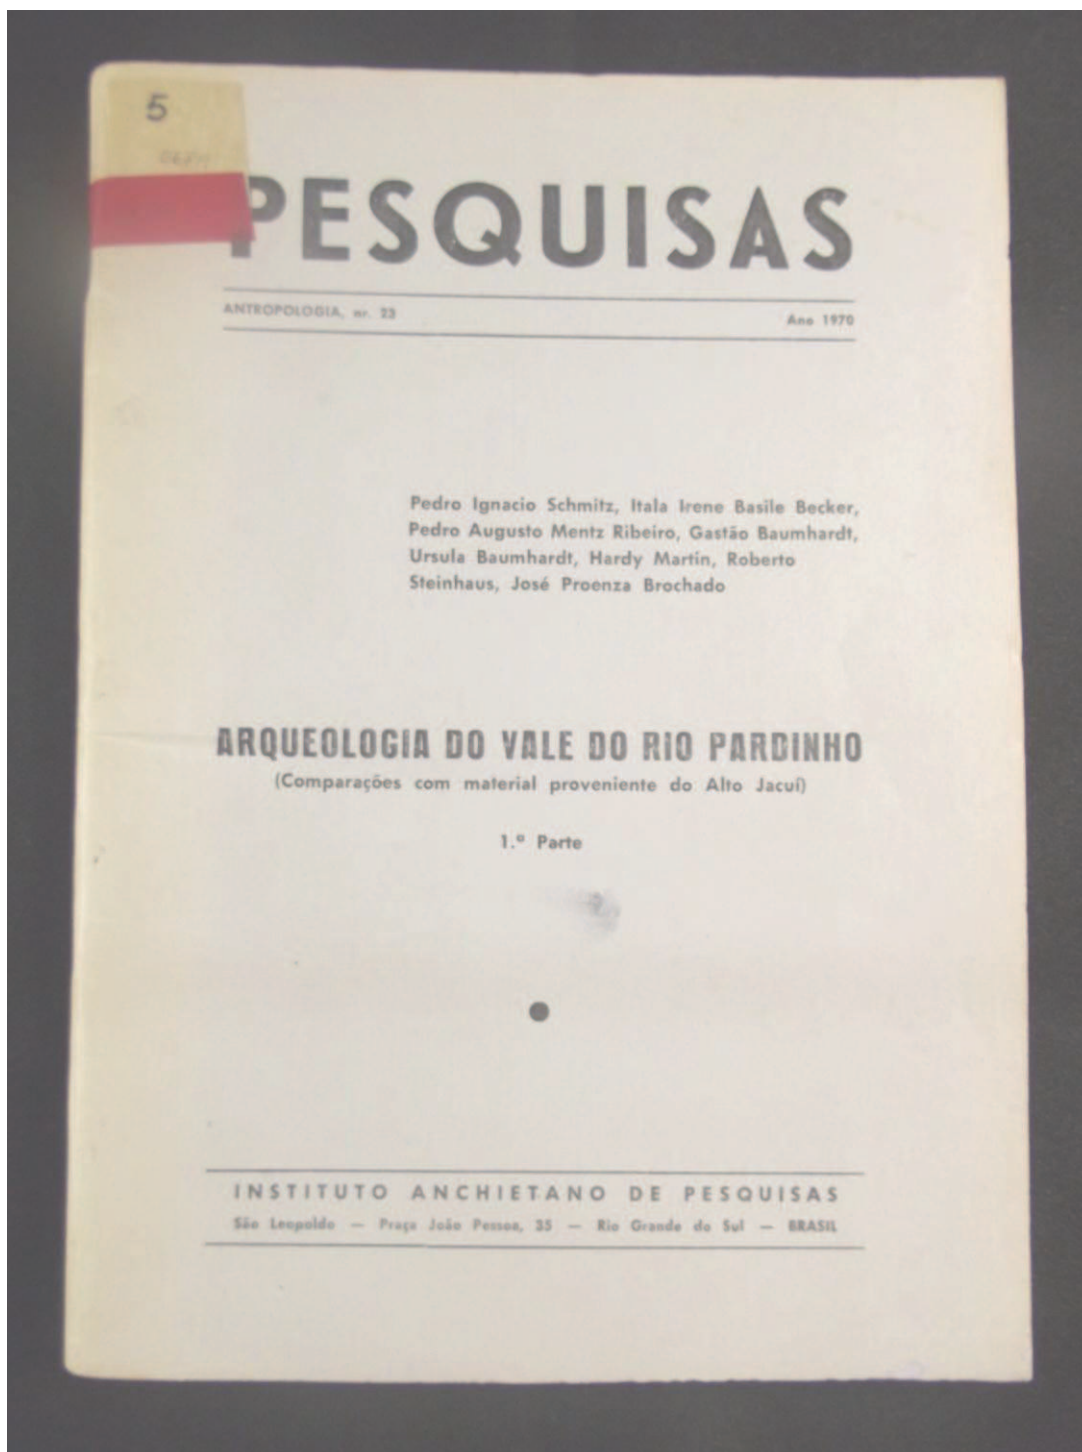 5
PESQUISAS
ANTROPOLOGIA, nr. 23 Ano 1970
Pedro Ignacio Schmitz, Itala Irene Basile Becker,
Pedro Augusto Mentz Ribeiro, Gastão Baumhardt,
Ursula Baumhardt, Hardy Martin, Roberto
Steinhaus, José Proenza Brochado
ARQUEOLOGIA DO VALE DO RIO PARDINHO
(Comparações com material proveniente do Alto Jacuí)
1.ª Parte
INSTITUTO ANCHIETANO DE PESQUISAS
São Leopoldo — Praça João Pessoa, 35 — Rio Grande do Sul — BRASIL